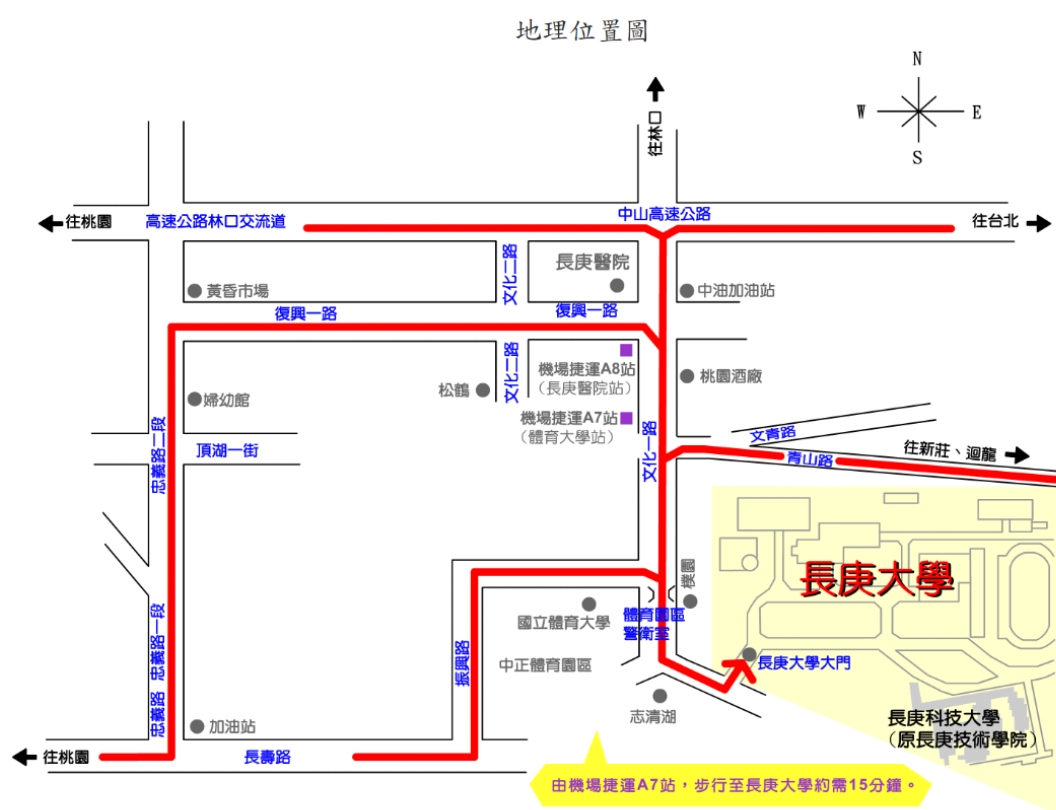 地理位置圖
N
W
E
S
往林口
往桃園
高速公路林口交流道
中山高速公路
往台北
黃昏市場
文化二路
長庚醫院
中油加油站
復興一路
復興一路
文化二路
機場捷運A8站
（長庚醫院站）
桃園酒廠
婦幼館
松鶴
機場捷運A7站
（體育大學站）
忠義路二段
頂湖一街
文化一路
文青路
青山路
往新莊、迴龍
長庚大學
樸園
國立體育大學
體育園區
警衛室
忠義路一段
中正體育園區
振興路
長庚大學大門
忠義路
加油站
志清湖
長庚科技大學
（原長庚技術學院）
往桃園
長壽路
由機場捷運A7站，步行至長庚大學約需15分鐘。